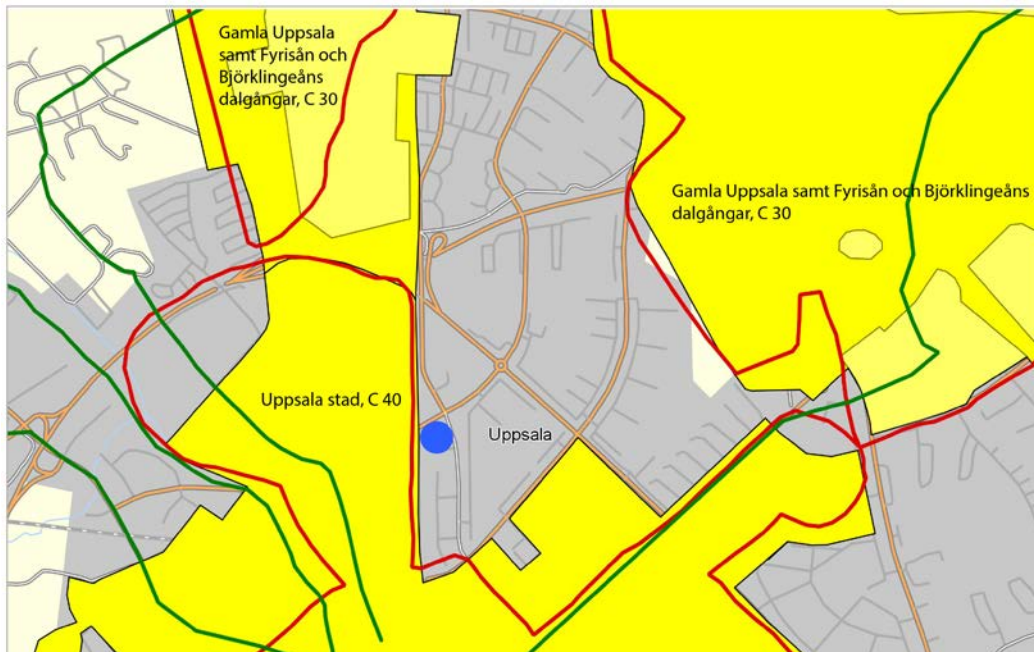 Gamla Uppsala
samt Fyrisån och
Björklingeåns
dalgångar, C 30
Gamla Uppsala samt Fyrisån och Björklingeåns
dalgångar, C 30
Uppsala stad, C 40
Uppsala